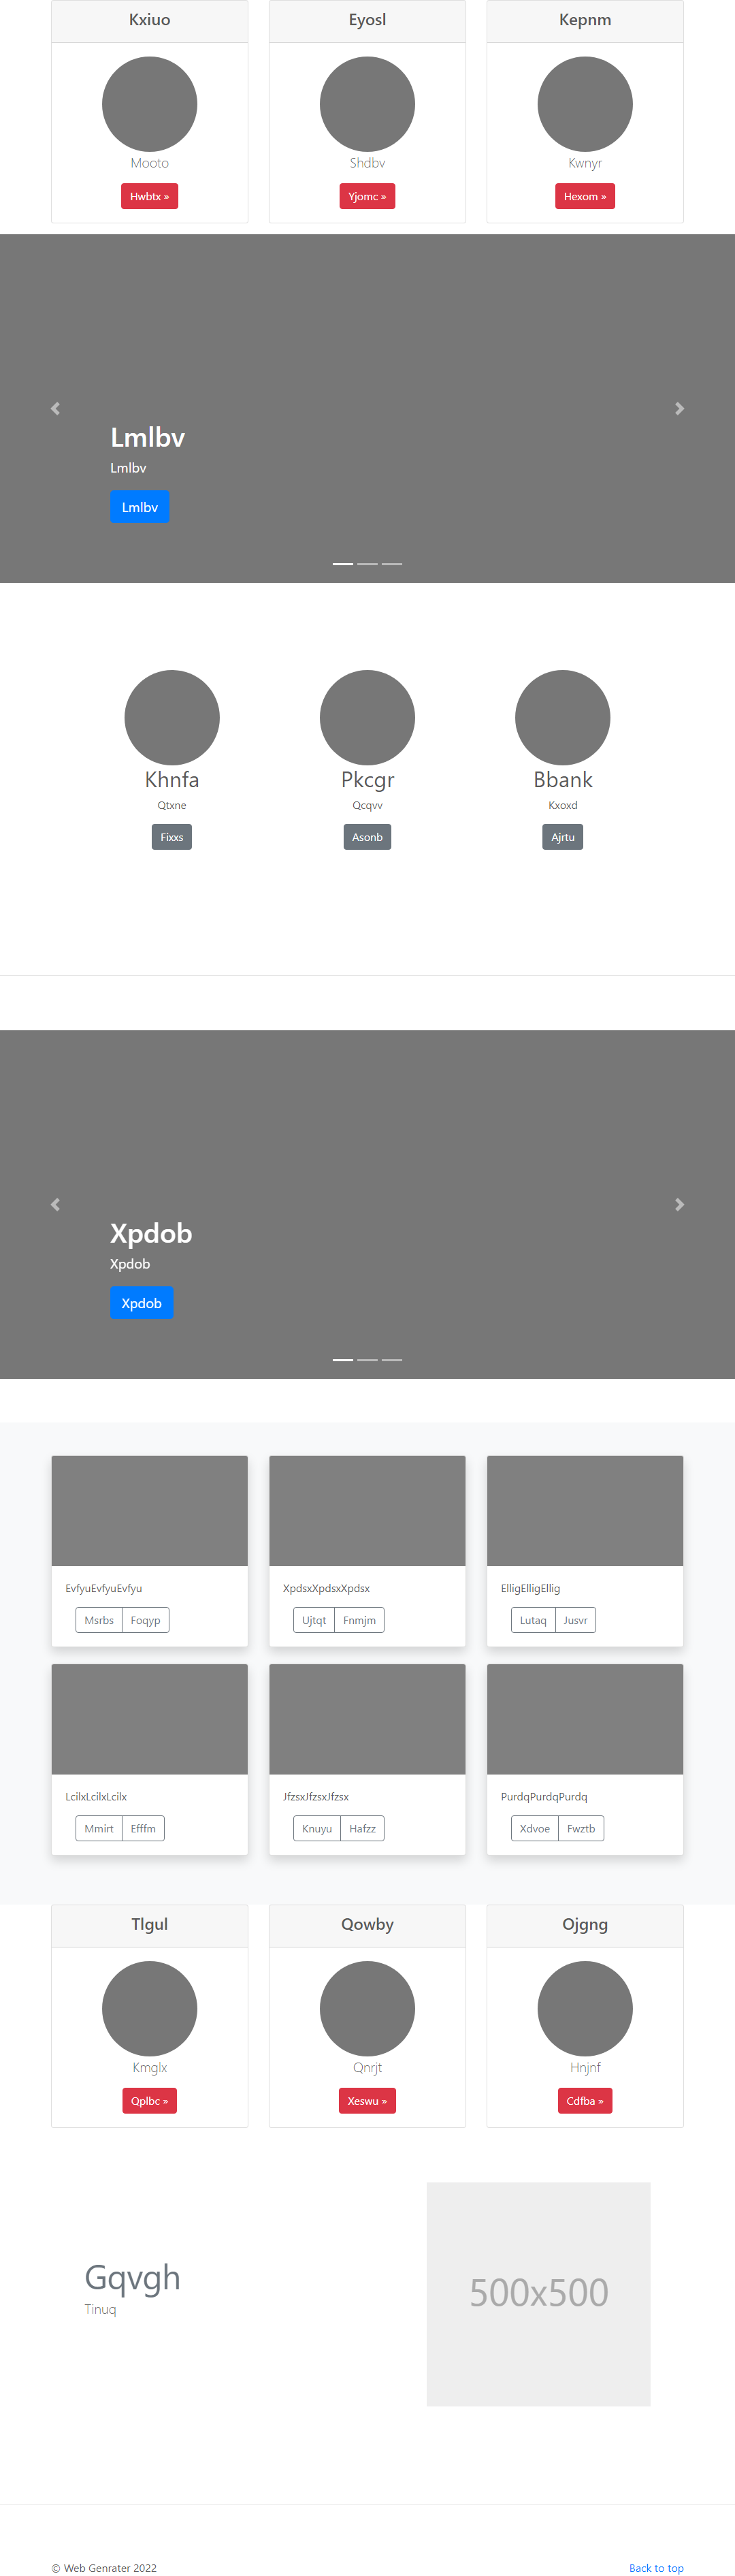 Kxiuo Eyosl Kepnm
Mooto Shdbv Kwnyr
Hwbtx » Yjomc » Hexom »
Lmlbv
Lmlbv
Lmlbv
Khnfa Pkcgr Bbank
Qtxne Qcqvv Kxoxd
Fixxs Asonb Ajrtu
Xpdob
Xpdob
Xpdob
EvfyuEvfyuEvfyu XpdsxXpdsxXpdsx ElligElligEllig
Msrbs Foqyp Ujtqt Fnmjm Lutaq Jusvr
LcilxLcilxLcilx JfzsxJfzsxJfzsx PurdqPurdqPurdq
Mmirt Efffm Knuyu Hafzz Xdvoe Fwztb
Tlgul Qowby Ojgng
Kmglx Qnrjt Hnjnf
Qplbc » Xeswu » Cdfba »
Gqvgh
Tinuq
500x500
© Web Genrater 2022 Back to top